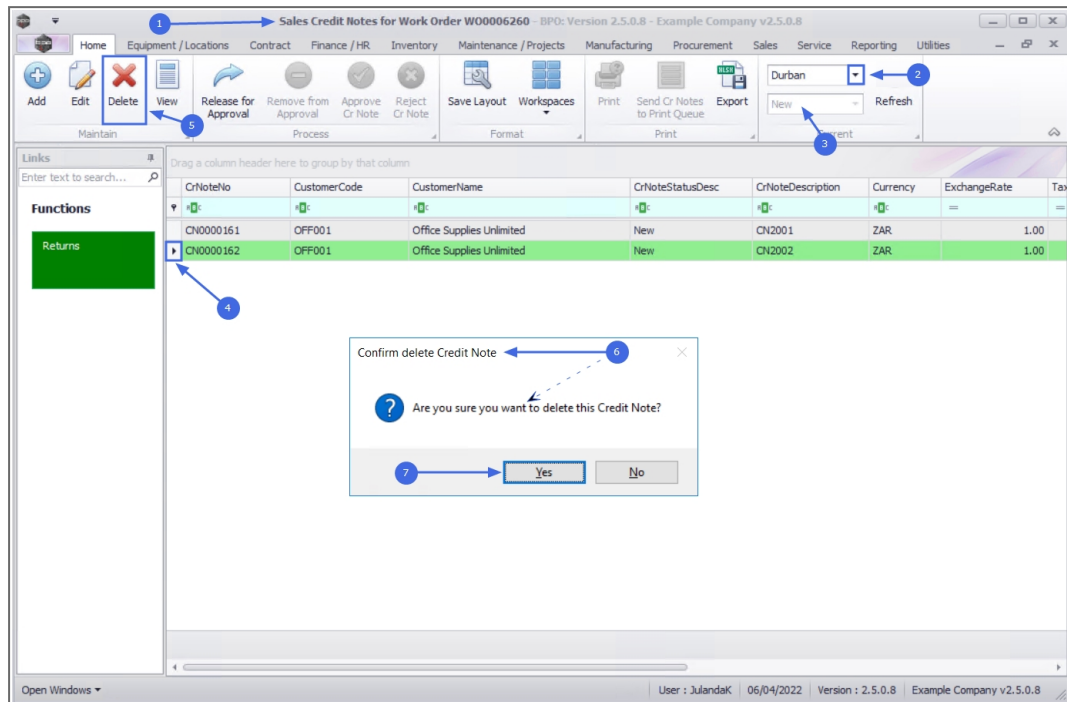 1
Sales Credit Notes for Work Order WO0006260 - BPO: Version 2.5.0.8 - Example Company v2.5.0.8
Home Equipment / Locations Contract Finance / HR Inventory Maintenance / Projects Manufacturing Procurement Sales Service Reporting Utilities
Durban 2
Add Edit Delete View Release for Approval Remove from Approval Approve Cr Note Reject Cr Note Save Layout Workspaces Print Send Cr Notes to Print Queue Export New Refresh
5
3
Maintain Process Format Print Current
Links
Drag a column header here to group by that column
Enter text to search...
CrNoteNo CustomerCode CustomerName CrNoteStatusDesc CrNoteDescription Currency ExchangeRate Tax
Functions
= =
CN0000161 OFF001 Office Supplies Unlimited New CN2001 ZAR 1.00
Returns
CN0000162 OFF001 Office Supplies Unlimited New CN2002 ZAR 1.00
4
Confirm delete Credit Note 6
? Are you sure you want to delete this Credit Note?
7 Yes No
Open Windows User : JulandaK 06/04/2022 Version : 2.5.0.8 Example Company v2.5.0.8